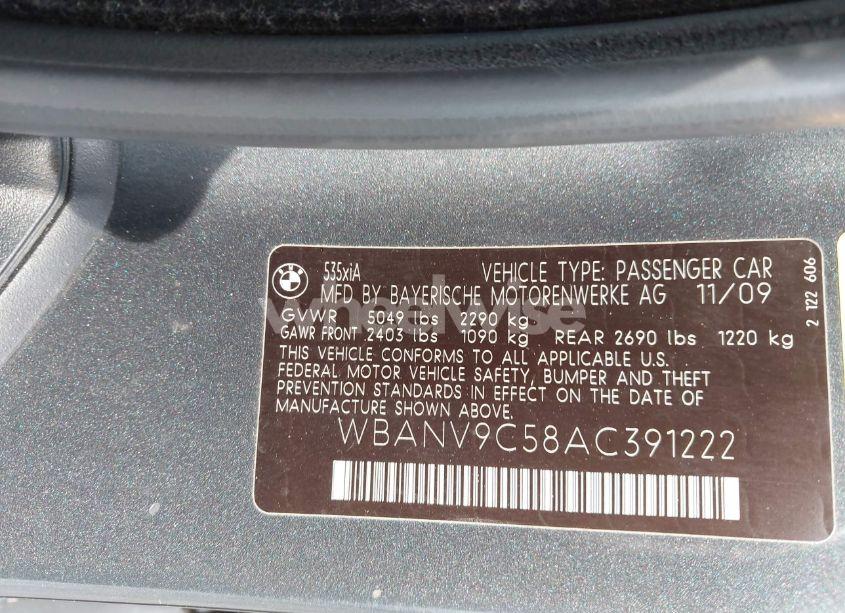 BMW
535xiA VEHICLE TYPE: PASSENGER CAR
MFD BY BAYERISCHE MOTORENWERKE AG 11/09
GVWR 5049 lbs 2290 kg
GAWR FRONT 2403 lbs 1090 kg REAR 2690 lbs 1220 kg
THIS VEHICLE CONFORMS TO ALL APPLICABLE U.S.
FEDERAL MOTOR VEHICLE SAFETY, BUMPER AND THEFT
PREVENTION STANDARDS IN EFFECT ON THE DATE OF
MANUFACTURE SHOWN ABOVE.
WBANV9C58AC391222
2 122 606
wheelwise